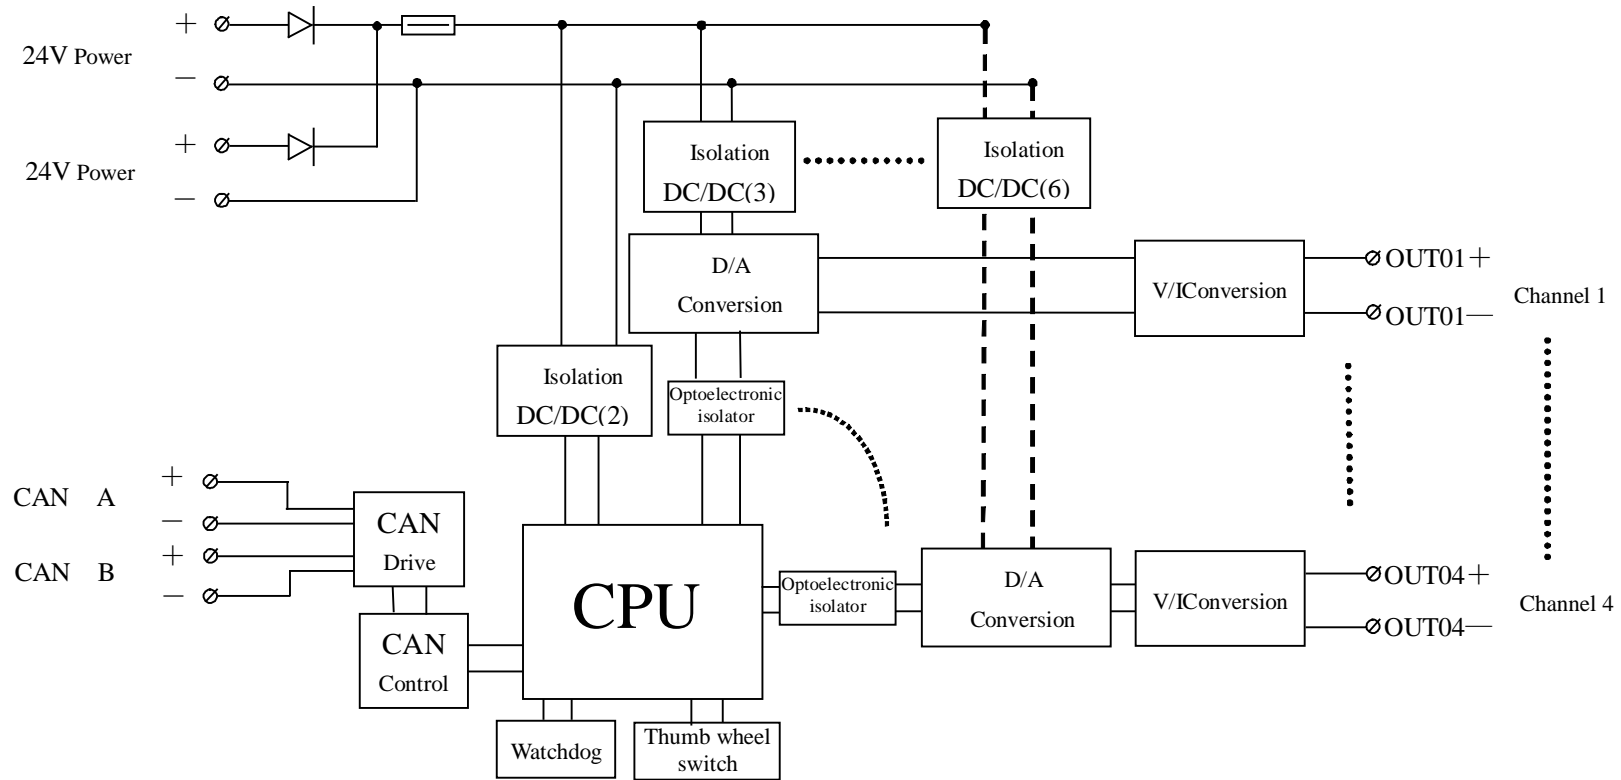 +
24V Power
—
+
24V Power
—
Isolation
DC/DC(3)
Isolation
DC/DC(6)
D/A
Conversion
V/IConversion
OUT01+
OUT01—
Channel 1
Isolation
DC/DC(2)
Optoelectronic
isolator
CAN A
+
—
CAN B
+
—
CAN
Drive
CAN
Control
CPU
Optoelectronic
isolator
D/A
Conversion
V/IConversion
OUT04+
OUT04—
Channel 4
Watchdog
Thumb wheel
switch